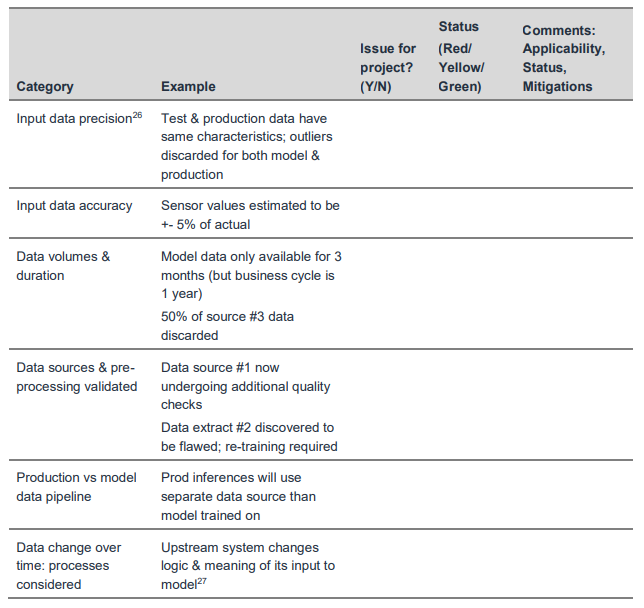 Category
Example
Issue for
project?
(Y/N)
Status
(Red/
Yellow/
Green)
Comments:
Applicability,
Status,
Mitigations
Input data precision26
Test & production data have
same characteristics; outliers
discarded for both model &
production
Input data accuracy
Sensor values estimated to be
+- 5% of actual
Data volumes &
duration
Model data only available for 3
months (but business cycle is
1 year)
50% of source #3 data
discarded
Data sources & pre-
processing validated
Data source #1 now
undergoing additional quality
checks
Data extract #2 discovered to
be flawed; re-training required
Production vs model
data pipeline
Prod inferences will use
separate data source than
model trained on
Data change over
time: processes
considered
Upstream system changes
logic & meaning of its input to
model27